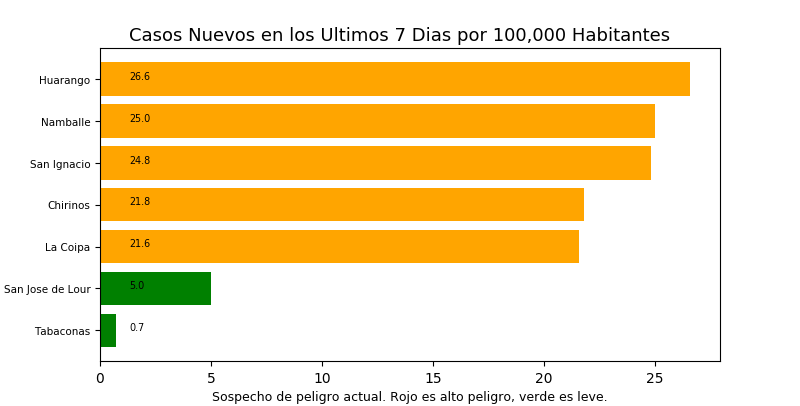 Casos Nuevos en los Ultimos 7 Dias por 100,000 Habitantes
Huarango 26.6
Namballe 25.0
San Ignacio 24.8
Chirinos 21.8
La Coipa 21.6
San Jose de Lour 5.0
Tabaconas 0.7
0 5 10 15 20 25
Sospecho de peligro actual. Rojo es alto peligro, verde es leve.